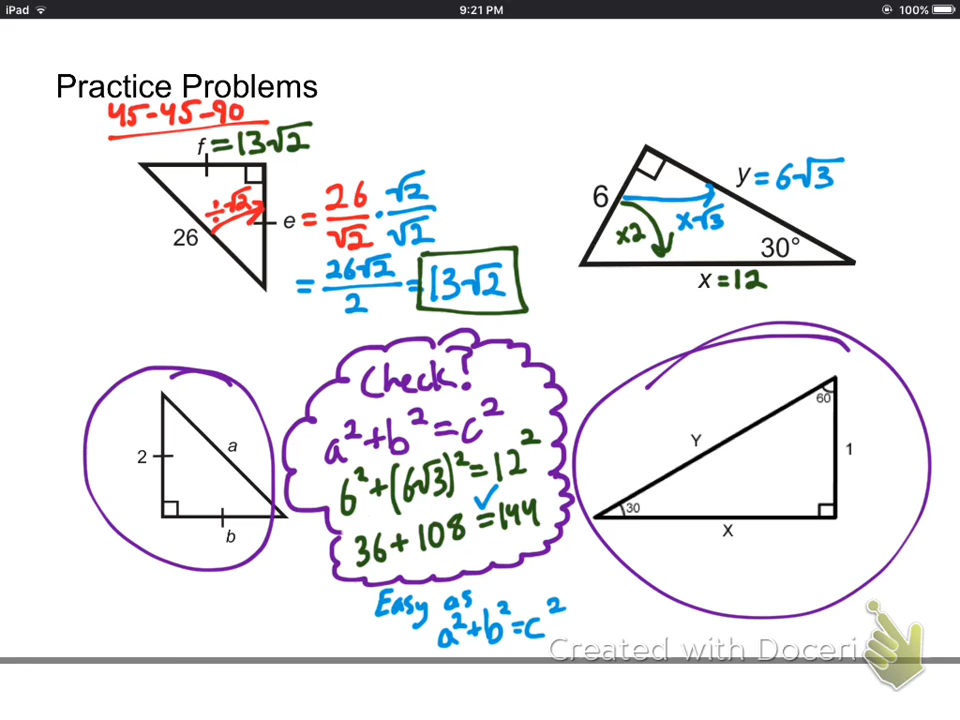 iPad 9:21 PM 100%
Practice Problems
45-45-90
f = 13√2
÷√2
26
e = 26/√2 · √2/√2
= 26√2/2 = 13√2
6
y = 6√3
x√3
x2
30°
x = 12
2
a
b
Check?
a² + b² = c²
6² + (6√3)² = 12²
36 + 108 = 144 ✓
Easy as
a² + b² = c²
60
Y
1
30
X
Created with Doceri